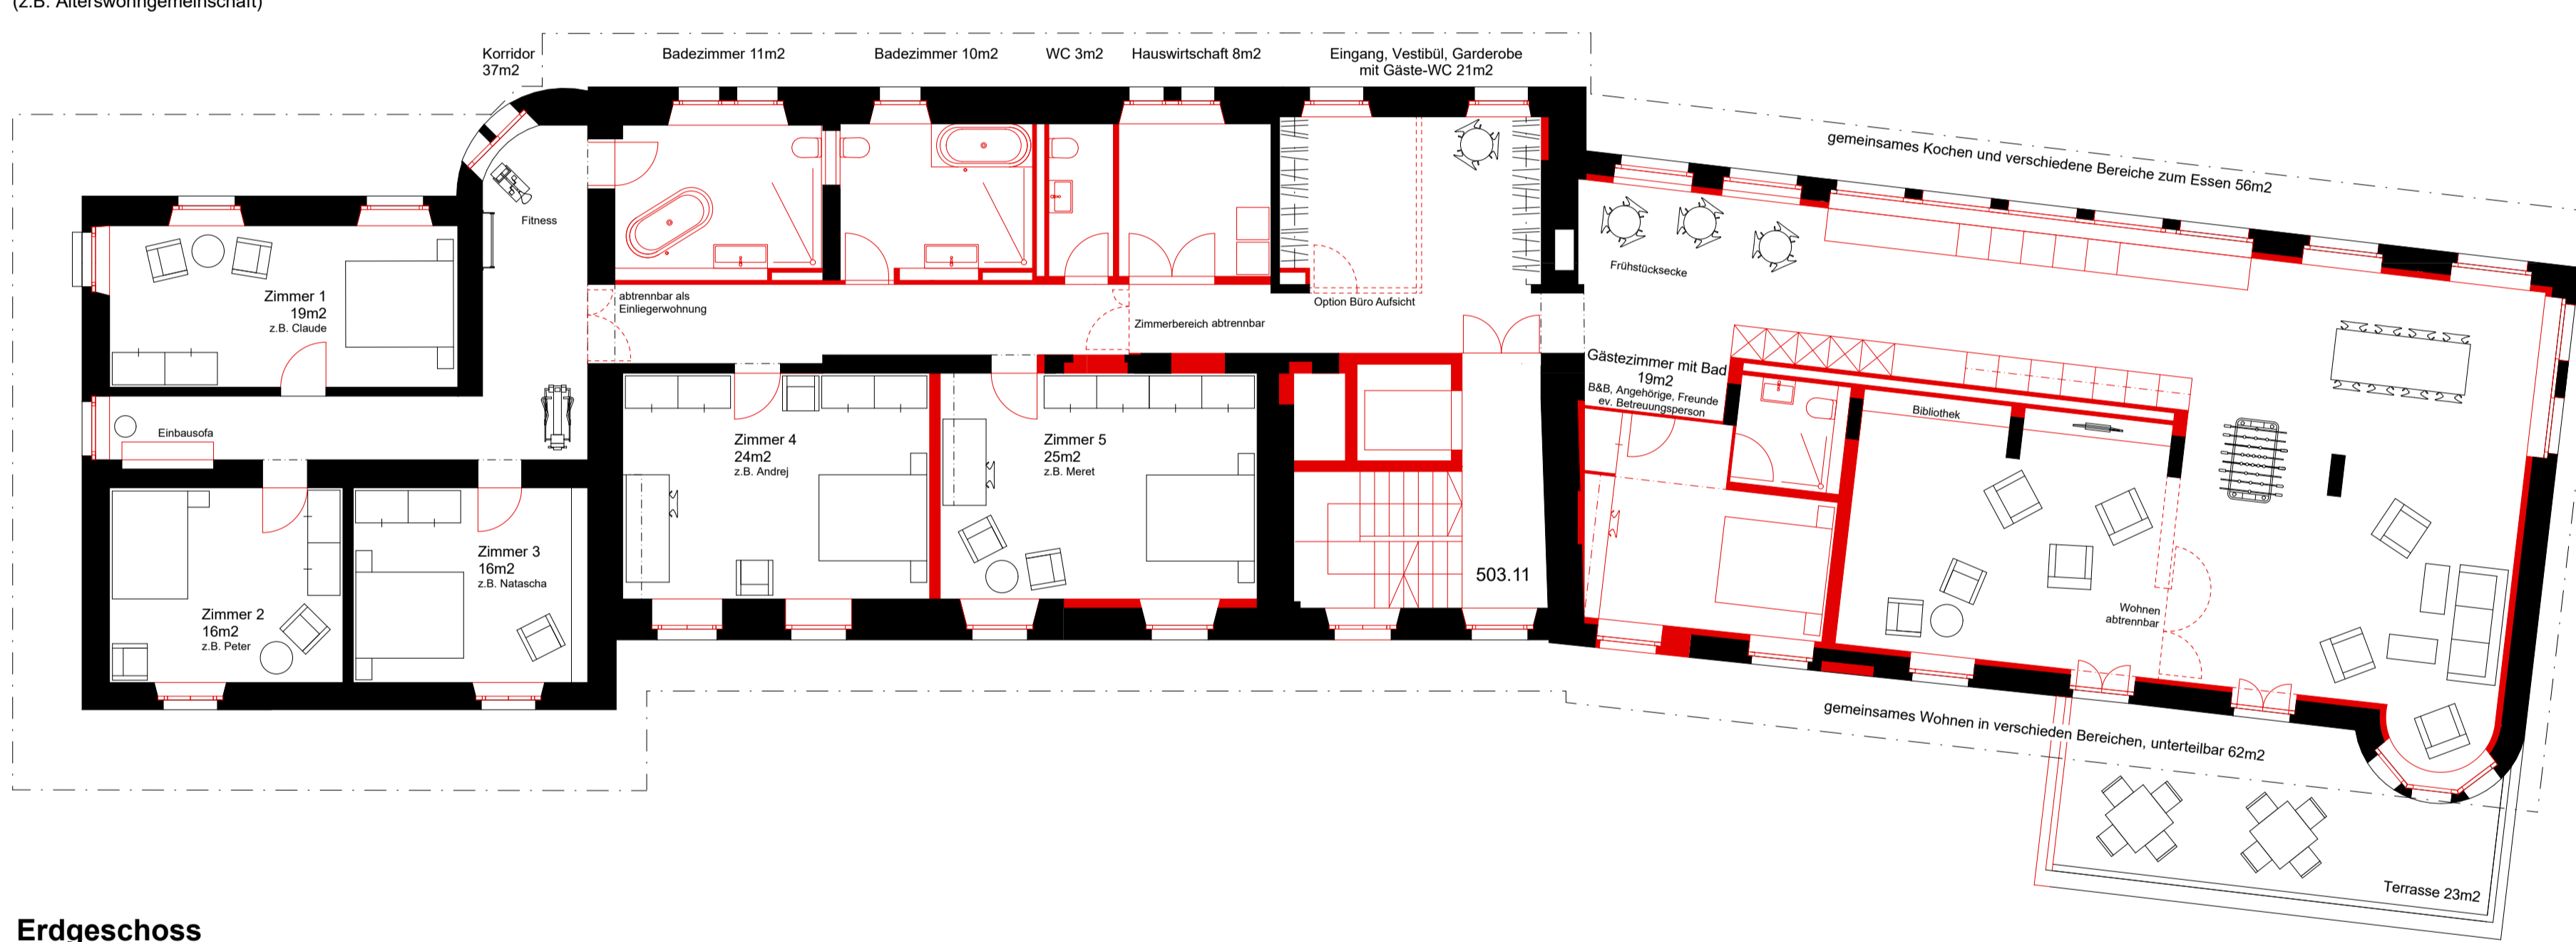 (z.B. Alterswohngemeinschaft)
Korridor
37m2
Badezimmer 11m2
Badezimmer 10m2
WC 3m2
Hauswirtschaft 8m2
Eingang, Vestibül, Garderobe
mit Gäste-WC 21m2
gemeinsames Kochen und verschiedene Bereiche zum Essen 56m2
Fitness
Frühstücksecke
Zimmer 1
19m2
z.B. Claude
abtrennbar als
Einliegerwohnung
Zimmerbereich abtrennbar
Option Büro Aufsicht
Gästezimmer mit Bad
19m2
B&B, Angehörige, Freunde
ev. Betreuungsperson
Bibliothek
Einbausofa
Zimmer 4
24m2
z.B. Andrej
Zimmer 5
25m2
z.B. Meret
Zimmer 3
16m2
z.B. Natascha
503.11
Zimmer 2
16m2
z.B. Peter
Wohnen
abtrennbar
gemeinsames Wohnen in verschieden Bereichen, unterteilbar 62m2
Terrasse 23m2
Erdgeschoss